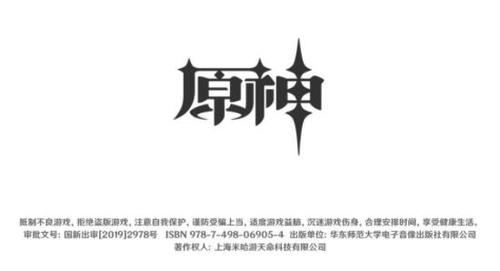 原神
抵制不良游戏，拒绝盗版游戏，注意自我保护，谨防受骗上当，适度游戏益脑，沉迷游戏伤身，合理安排时间，享受健康生活。
审批文号：国新出审[2019]2978号 ISBN 978-7-498-06905-4 出版单位：华东师范大学电子音像出版社有限公司
著作权人：上海米哈游天命科技有限公司